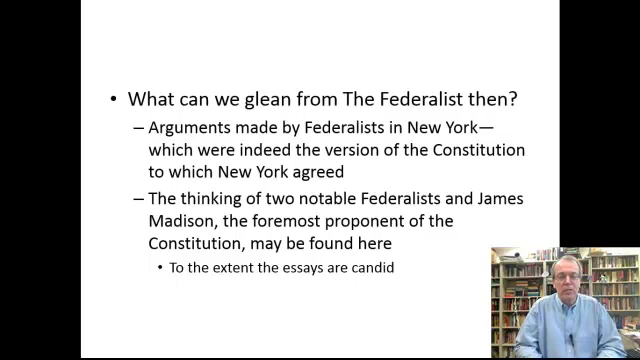 • What can we glean from The Federalist then?
– Arguments made by Federalists in New York—
which were indeed the version of the Constitution
to which New York agreed
– The thinking of two notable Federalists and James
Madison, the foremost proponent of the
Constitution, may be found here
• To the extent the essays are candid